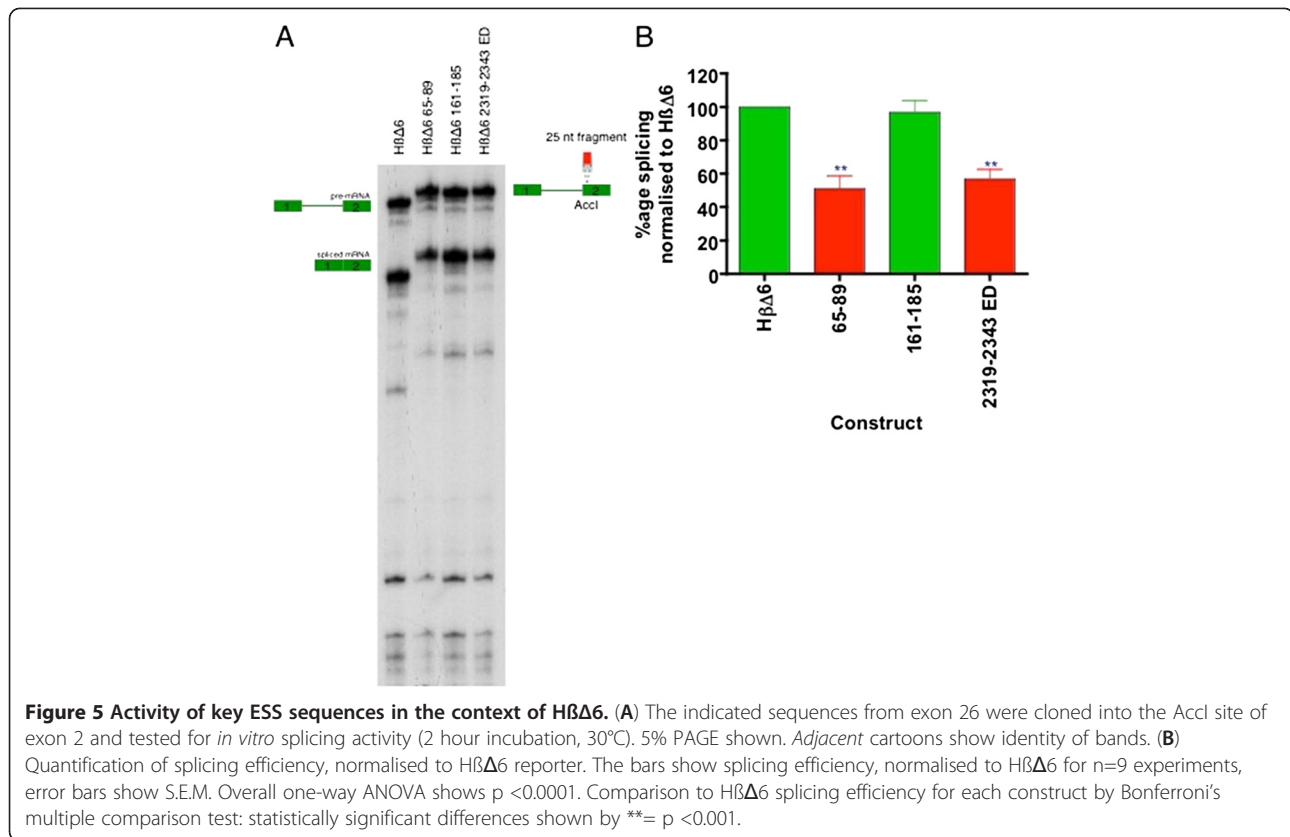 A
B
HßΔ6
HßΔ6 65-89
HßΔ6 161-185
HßΔ6 2319-2343 ED
pre-mRNA
1 2
spliced mRNA
1 2
25 nt fragment
1 2
AccI
%age splicing
normalised to HßΔ6
120
100
80
60
40
20
0
**
**
HβΔ6
65-89
161-185
2319-2343 ED
Construct
Figure 5 Activity of key ESS sequences in the context of HßΔ6. (A) The indicated sequences from exon 26 were cloned into the AccI site of
exon 2 and tested for in vitro splicing activity (2 hour incubation, 30°C). 5% PAGE shown. Adjacent cartoons show identity of bands. (B)
Quantification of splicing efficiency, normalised to HßΔ6 reporter. The bars show splicing efficiency, normalised to HßΔ6 for n=9 experiments,
error bars show S.E.M. Overall one-way ANOVA shows p <0.0001. Comparison to HßΔ6 splicing efficiency for each construct by Bonferroni's
multiple comparison test: statistically significant differences shown by **= p <0.001.